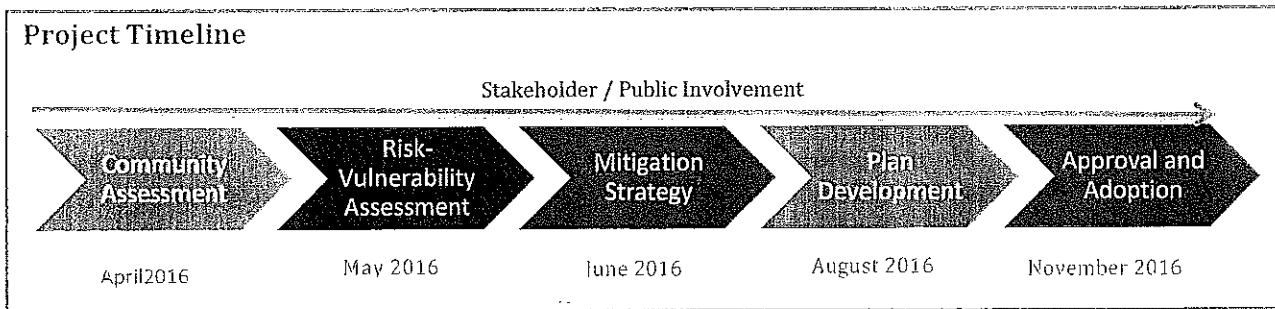 Project Timeline
Stakeholder / Public Involvement
Community
Assessment
Risk-
Vulnerability
Assessment
Mitigation
Strategy
Plan
Development
Approval and
Adoption
April2016
May 2016
June 2016
August 2016
November 2016